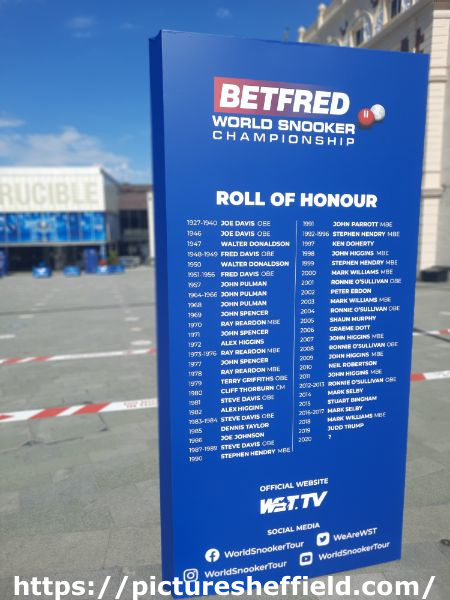 BETFRED
WORLD SNOOKER
CHAMPIONSHIP
RUCIBLE
ROLL OF HONOUR
1927-1940 JOE DAVIS OBE
1946 JOE DAVIS OBE
1947 WALTER DONALDSON
1948-1949 FRED DAVIS OBE
1950 WALTER DONALDSON
1951-1956 FRED DAVIS OBE
1957 JOHN PULMAN
1964-1966 JOHN PULMAN
1968 JOHN PULMAN
1969 JOHN SPENCER
1970 RAY REARDON MBE
1971 JOHN SPENCER
1972 ALEX HIGGINS
1973-1976 RAY REARDON MBE
1977 JOHN SPENCER
1978 RAY REARDON MBE
1979 TERRY GRIFFITHS OBE
1980 CLIFF THORBURN CM
1981 STEVE DAVIS OBE
1982 ALEX HIGGINS
1983-1984 STEVE DAVIS OBE
1985 DENNIS TAYLOR
1986 JOE JOHNSON
1987-1989 STEVE DAVIS OBE
1990 STEPHEN HENDRY MBE
1991 JOHN PARROTT MBE
1992-1996 STEPHEN HENDRY MBE
1997 KEN DOHERTY
1998 JOHN HIGGINS MBE
1999 STEPHEN HENDRY MBE
2000 MARK WILLIAMS MBE
2001 RONNIE O'SULLIVAN OBE
2002 PETER EBDON
2003 MARK WILLIAMS MBE
2004 RONNIE O'SULLIVAN OBE
2005 SHAUN MURPHY
2006 GRAEME DOTT
2007 JOHN HIGGINS MBE
2008 RONNIE O'SULLIVAN OBE
2009 JOHN HIGGINS MBE
2010 NEIL ROBERTSON
2011 JOHN HIGGINS MBE
2012-2013 RONNIE O'SULLIVAN OBE
2014 MARK SELBY
2015 STUART BINGHAM
2016-2017 MARK SELBY
2018 MARK WILLIAMS MBE
2019 JUDD TRUMP
2020 ?
OFFICIAL WEBSITE
WST.TV
SOCIAL MEDIA
WorldSnookerTour
WeAreWST
WorldSnookerTour
WorldSnookerTour
https://picturesheffield.com/